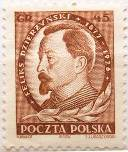 GR 45
FELIKS DZIERŻYŃSKI 1877–1926
POCZTA POLSKA